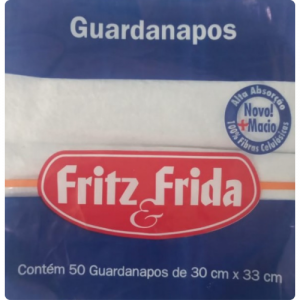 Guardanapos
Alta Absorção
Novo!
+Macio
100% Fibras Celulósicas
Fritz & Frida
Contém 50 Guardanapos de 30 cm x 33 cm